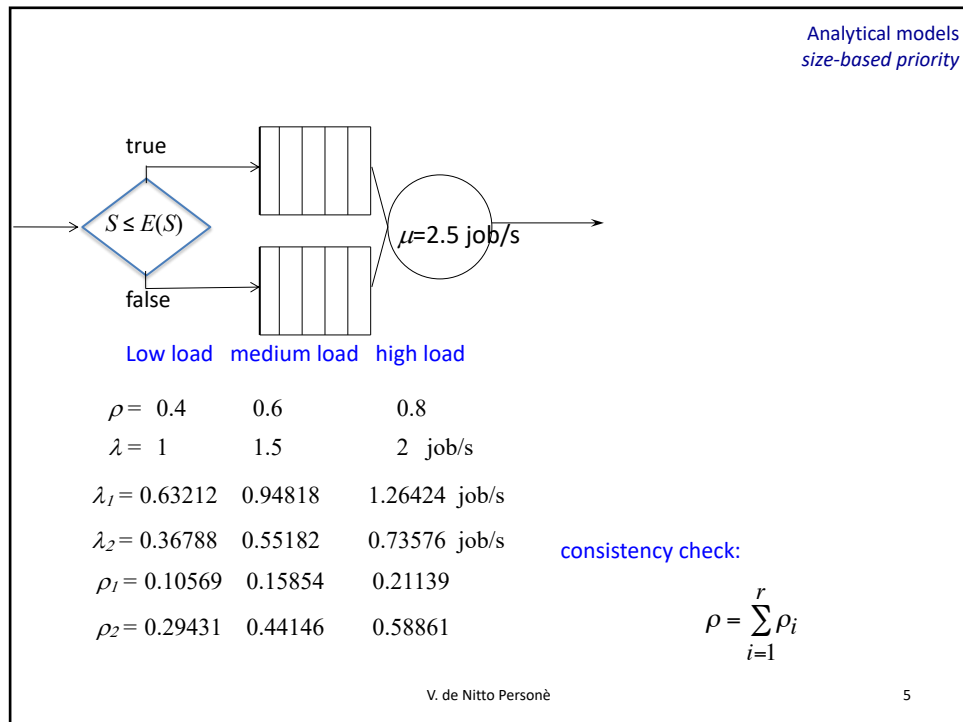 Analytical models
size-based priority
true
S ≤ E(S)
μ=2.5 job/s
false
Low load medium load high load
ρ = 0.4 0.6 0.8
λ = 1 1.5 2 job/s
λ1 = 0.63212 0.94818 1.26424 job/s
λ2 = 0.36788 0.55182 0.73576 job/s
consistency check:
ρ1 = 0.10569 0.15854 0.21139
ρ2 = 0.29431 0.44146 0.58861
ρ = ∑_{i=1}^{r} ρi
V. de Nitto Personè 5